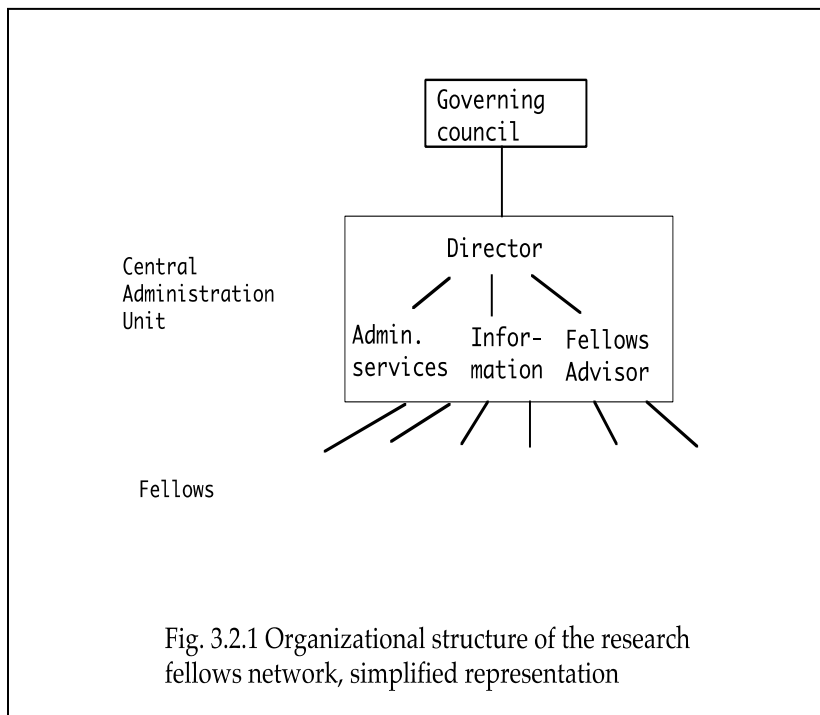 Governing
council
Director
Central
Administration
Unit
Admin.
services
Infor-
mation
Fellows
Advisor
Fellows
Fig. 3.2.1 Organizational structure of the research
fellows network, simplified representation